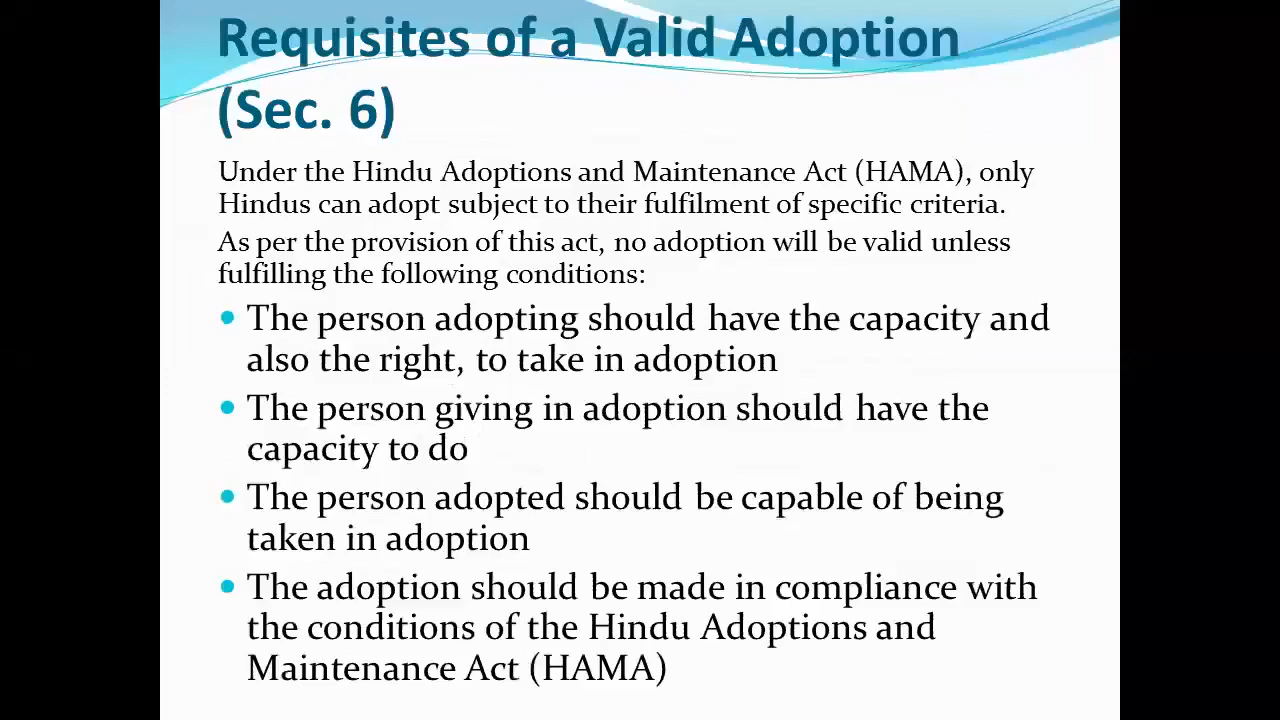 Requisites of a Valid Adoption
(Sec. 6)
Under the Hindu Adoptions and Maintenance Act (HAMA), only
Hindus can adopt subject to their fulfilment of specific criteria.
As per the provision of this act, no adoption will be valid unless
fulfilling the following conditions:
• The person adopting should have the capacity and
also the right, to take in adoption
• The person giving in adoption should have the
capacity to do
• The person adopted should be capable of being
taken in adoption
• The adoption should be made in compliance with
the conditions of the Hindu Adoptions and
Maintenance Act (HAMA)